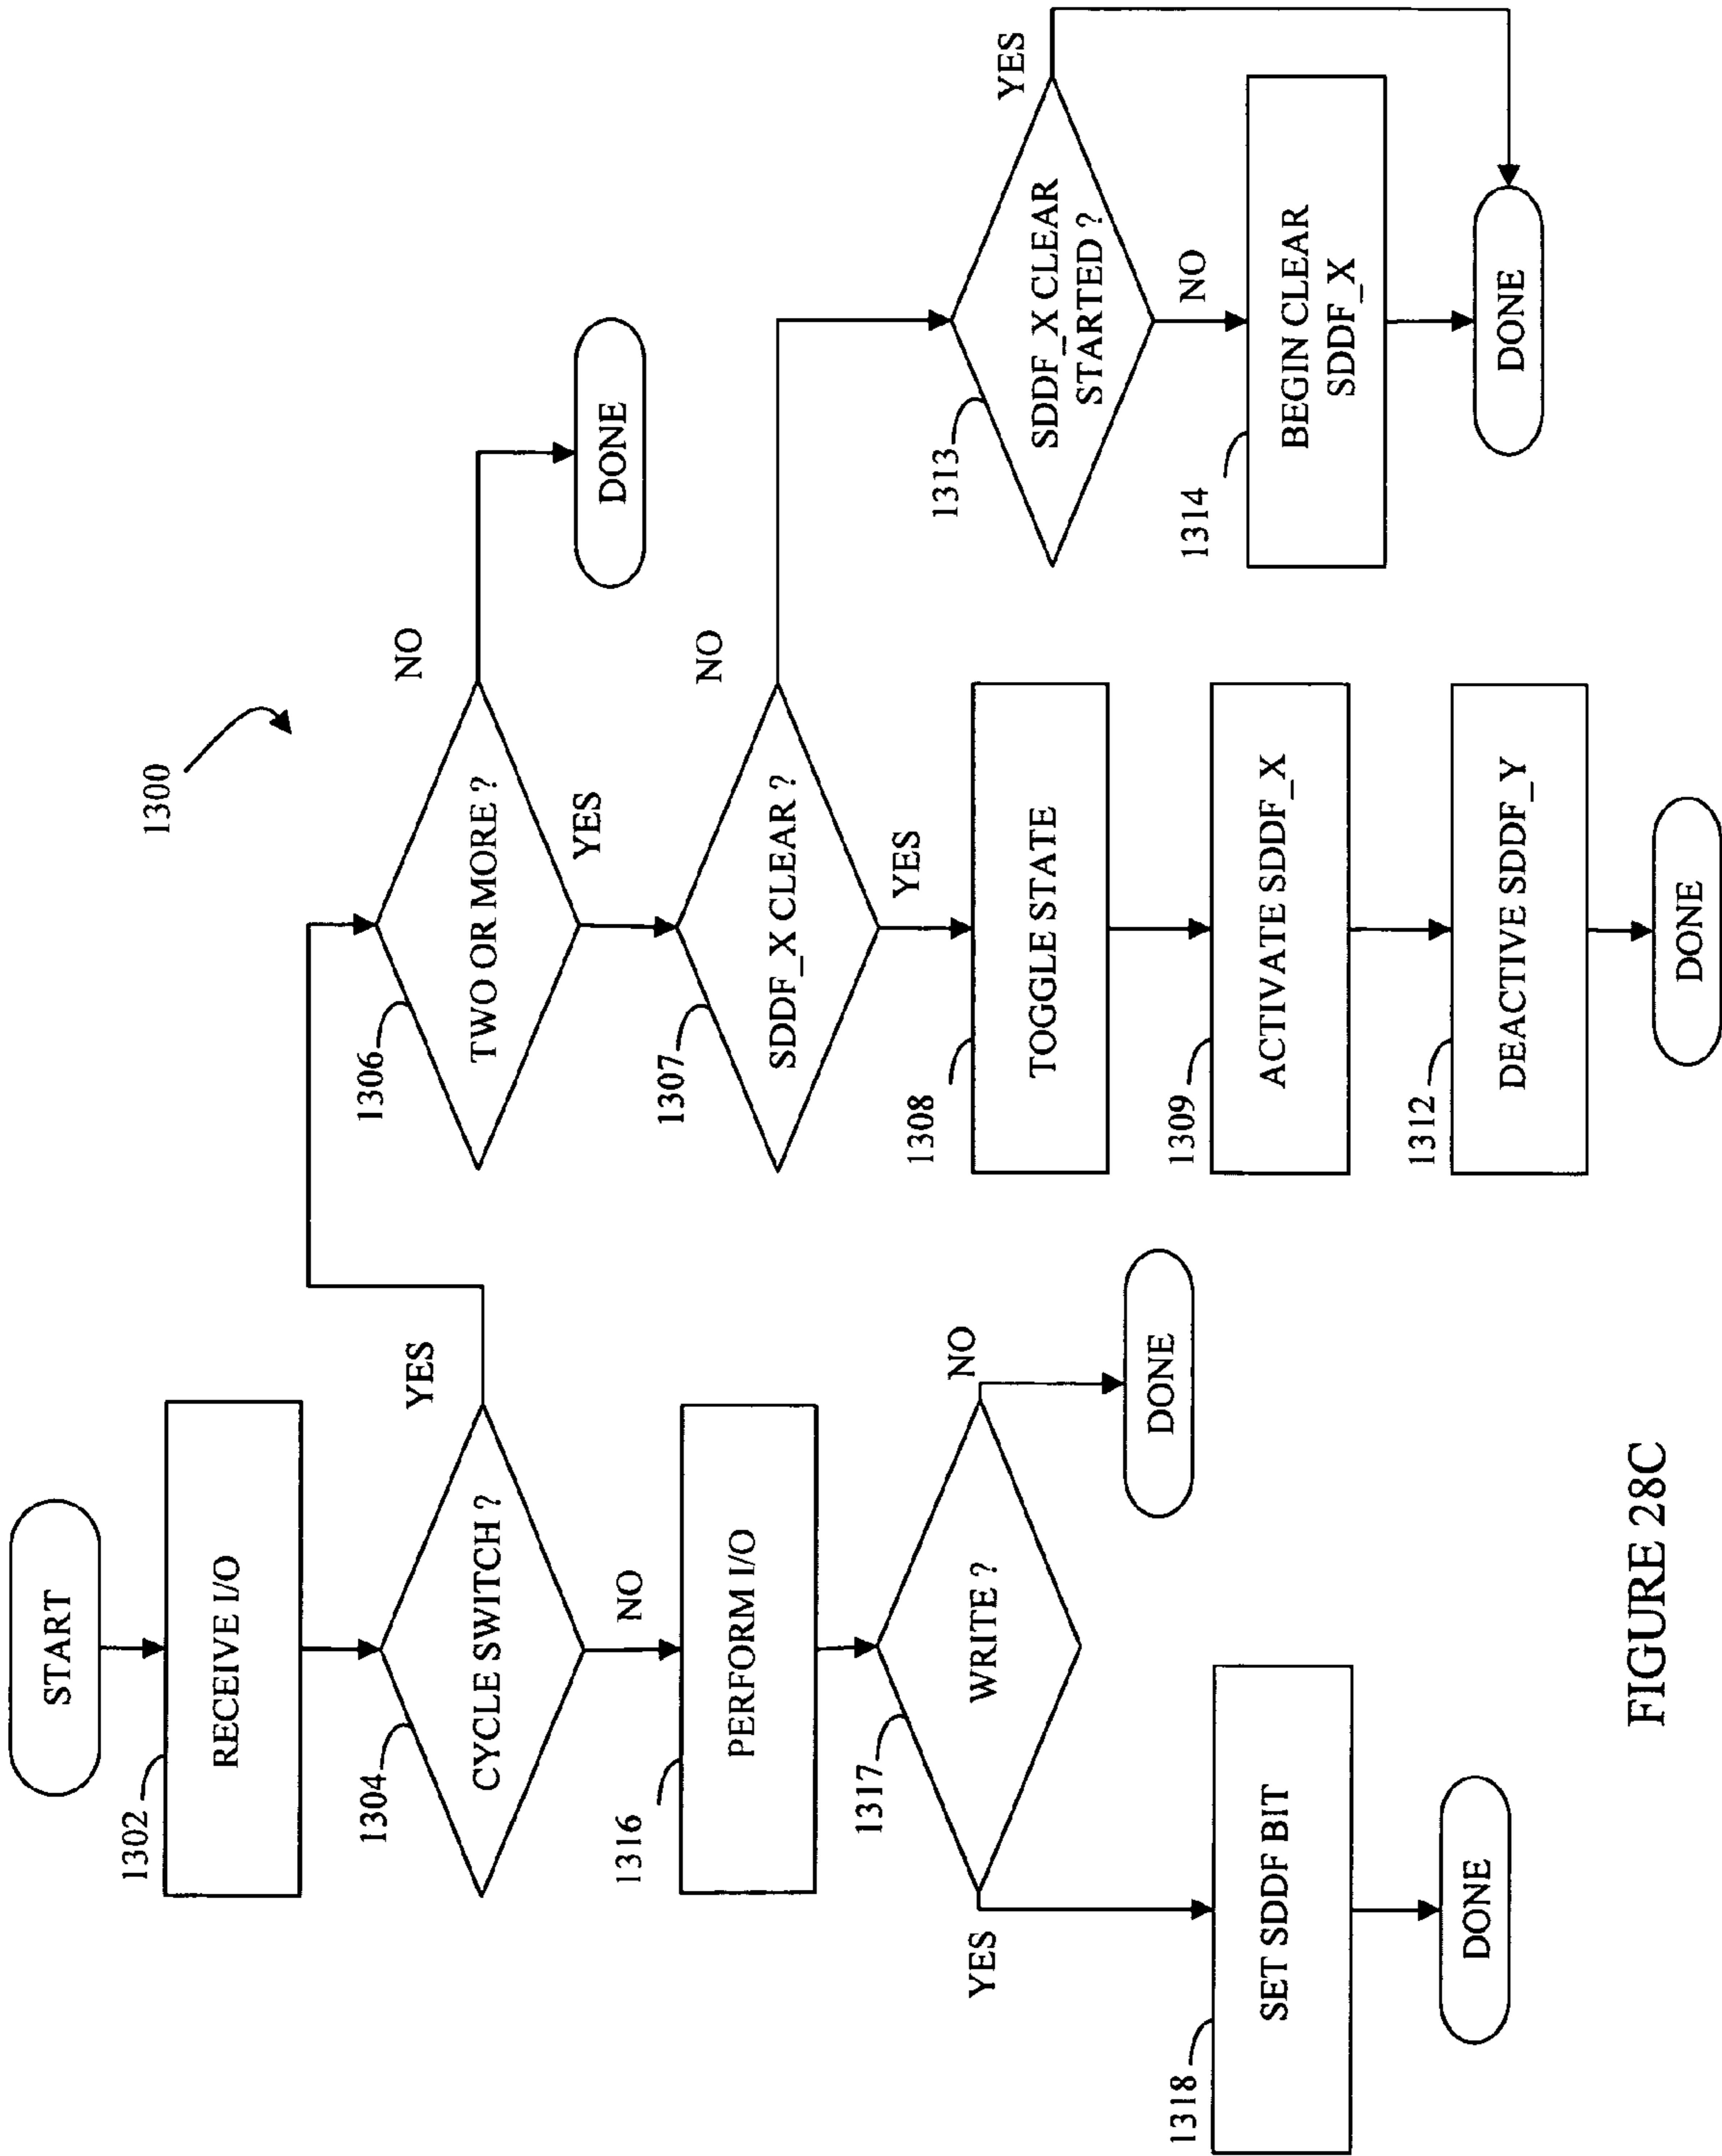 1300
START
1302
RECEIVE I/O
1304
CYCLE SWITCH ?
YES
NO
1316
PERFORM I/O
1317
WRITE ?
YES
NO
DONE
1318
SET SDDF BIT
DONE
1306
TWO OR MORE ?
NO
DONE
YES
1307
SDDF_X CLEAR ?
NO
YES
1308
TOGGLE STATE
1309
ACTIVATE SDDF_X
1312
DEACTIVE SDDF_Y
DONE
1313
SDDF_X CLEAR
STARTED ?
YES
NO
1314
BEGIN CLEAR
SDDF_X
DONE
FIGURE 28C